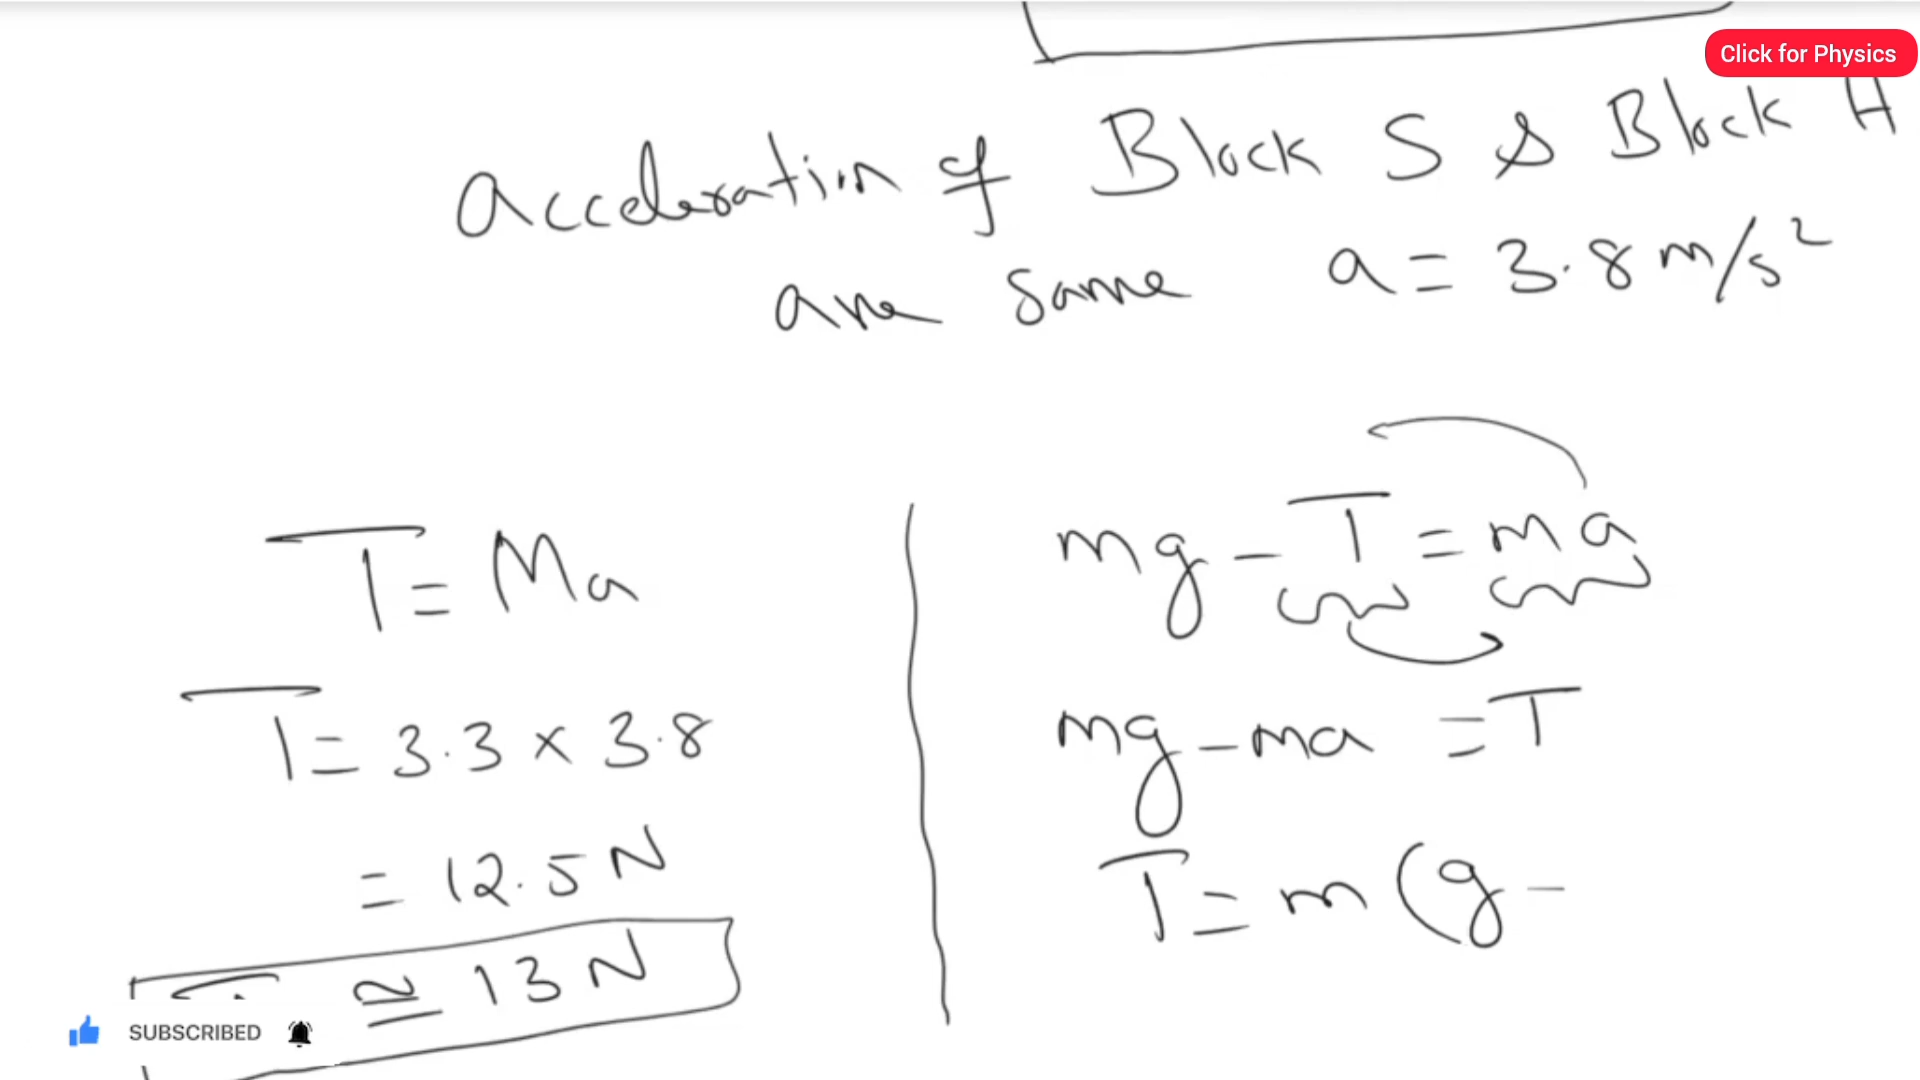 Click for Physics
Acceleration of Block S & Block H
are same a = 3.8 m/s²
T = Ma
T = 3.3 × 3.8
= 12.5 N
≅ 13 N
mg - T = ma
mg - ma = T
T = m (g -
SUBSCRIBED